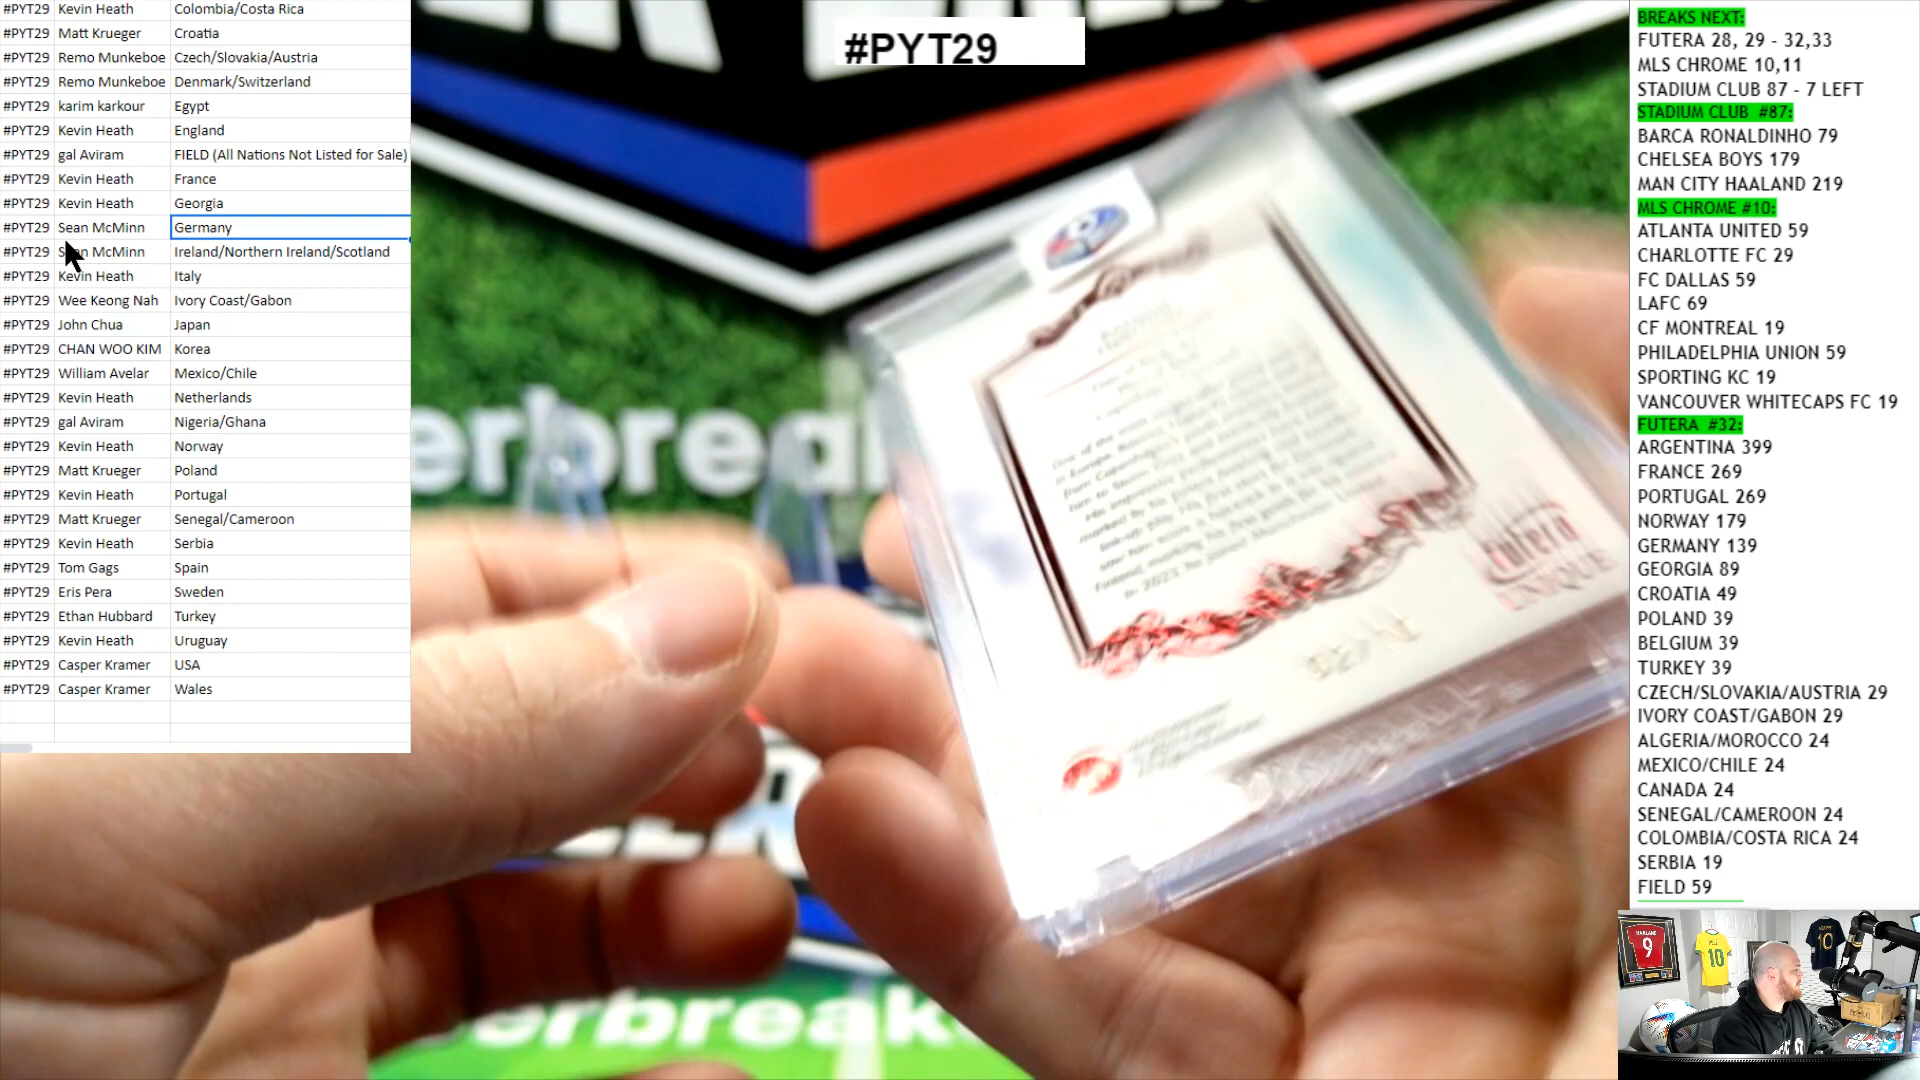 #PYT29 Kevin Heath Colombia/Costa Rica
#PYT29 Matt Krueger Croatia
#PYT29 Remo Munkeboe Czech/Slovakia/Austria
#PYT29 Remo Munkeboe Denmark/Switzerland
#PYT29 karim karkour Egypt
#PYT29 Kevin Heath England
#PYT29 gal Aviram FIELD (All Nations Not Listed for Sale)
#PYT29 Kevin Heath France
#PYT29 Kevin Heath Georgia
#PYT29 Sean McMinn Germany
#PYT29 McMinn Ireland/Northern Ireland/Scotland
#PYT29 Kevin Heath Italy
#PYT29 Wee Keong Nah Ivory Coast/Gabon
#PYT29 John Chua Japan
#PYT29 CHAN WOO KIM Korea
#PYT29 William Avelar Mexico/Chile
#PYT29 Kevin Heath Netherlands
#PYT29 gal Aviram Nigeria/Ghana
#PYT29 Kevin Heath Norway
#PYT29 Matt Krueger Poland
#PYT29 Kevin Heath Portugal
#PYT29 Matt Krueger Senegal/Cameroon
#PYT29 Kevin Heath Serbia
#PYT29 Tom Gags Spain
#PYT29 Eris Pera Sweden
#PYT29 Ethan Hubbard Turkey
#PYT29 Kevin Heath Uruguay
#PYT29 Casper Kramer USA
#PYT29 Casper Kramer Wales
#PYT29
erbrea
futera
UNIQUE
erbreak
BREAKS NEXT:
FUTERA 28, 29 - 32,33
MLS CHROME 10,11
STADIUM CLUB 87 - 7 LEFT
STADIUM CLUB #87:
BARCA RONALDINHO 79
CHELSEA BOYS 179
MAN CITY HAALAND 219
MLS CHROME #10:
ATLANTA UNITED 59
CHARLOTTE FC 29
FC DALLAS 59
LAFC 69
CF MONTREAL 19
PHILADELPHIA UNION 59
SPORTING KC 19
VANCOUVER WHITECAPS FC 19
FUTERA #32:
ARGENTINA 399
FRANCE 269
PORTUGAL 269
NORWAY 179
GERMANY 139
GEORGIA 89
CROATIA 49
POLAND 39
BELGIUM 39
TURKEY 39
CZECH/SLOVAKIA/AUSTRIA 29
IVORY COAST/GABON 29
ALGERIA/MOROCCO 24
MEXICO/CHILE 24
CANADA 24
SENEGAL/CAMEROON 24
COLOMBIA/COSTA RICA 24
SERBIA 19
FIELD 59
9
10
10